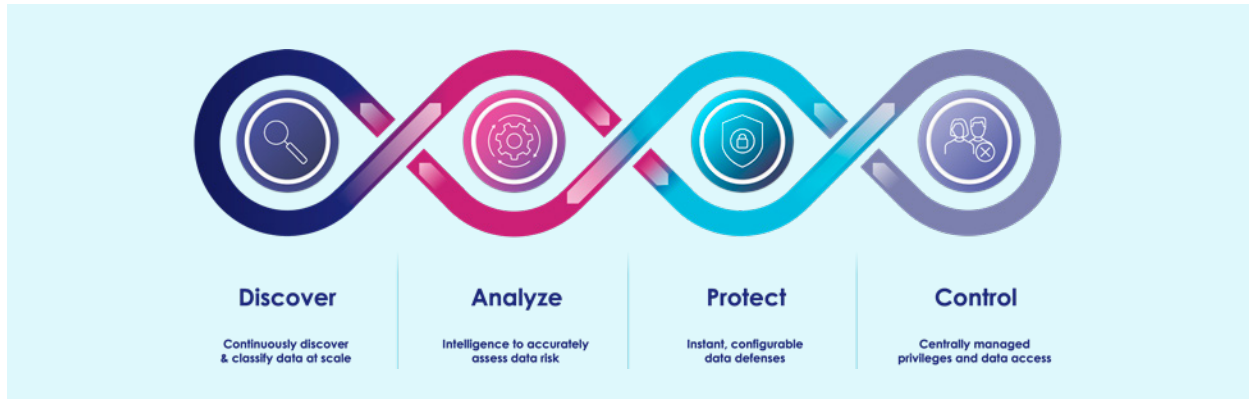 Discover
Continuously discover
& classify data at scale
Analyze
Intelligence to accurately
assess data risk
Protect
Instant, configurable
data defenses
Control
Centrally managed
privileges and data access